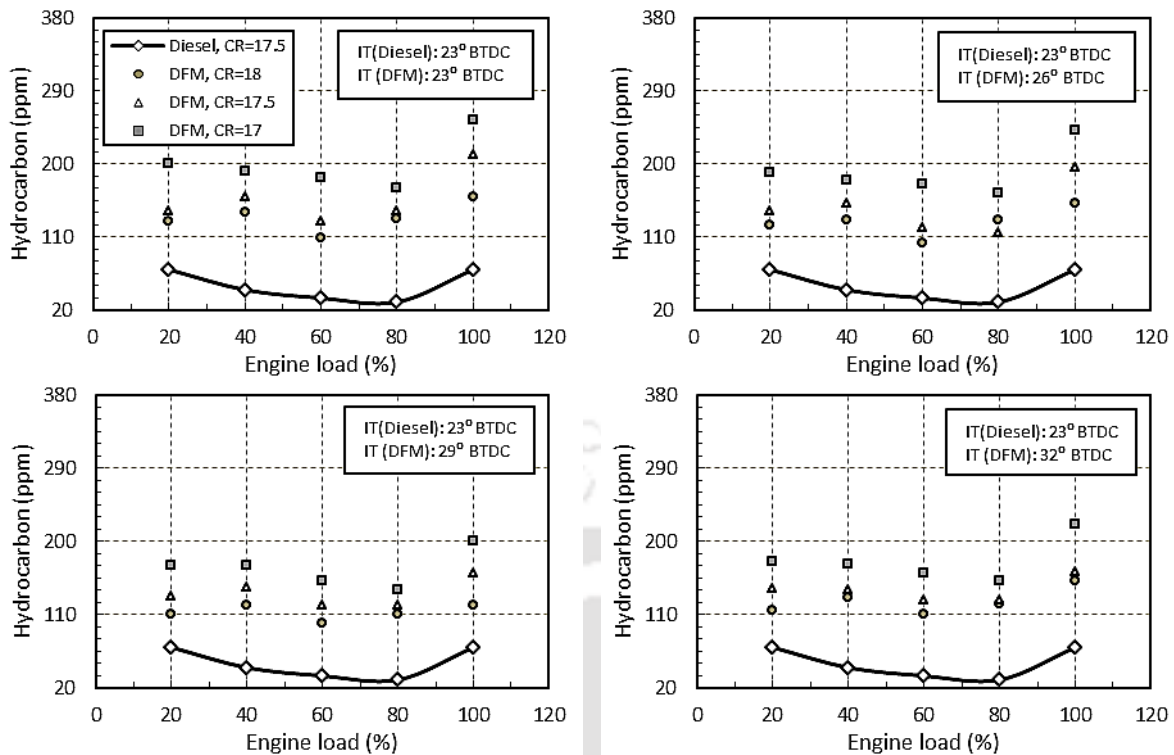 380
290
200
110
20
Hydrocarbon (ppm)
Diesel, CR=17.5
DFM, CR=18
DFM, CR=17.5
DFM, CR=17
IT(Diesel): 23° BTDC
IT (DFM): 23° BTDC
0 20 40 60 80 100 120
Engine load (%)
380
290
200
110
20
Hydrocarbon (ppm)
IT(Diesel): 23° BTDC
IT (DFM): 26° BTDC
0 20 40 60 80 100 120
Engine load (%)
380
290
200
110
20
Hydrocarbon (ppm)
IT(Diesel): 23° BTDC
IT (DFM): 29° BTDC
0 20 40 60 80 100 120
Engine load (%)
380
290
200
110
20
Hydrocarbon (ppm)
IT(Diesel): 23° BTDC
IT (DFM): 32° BTDC
0 20 40 60 80 100 120
Engine load (%)